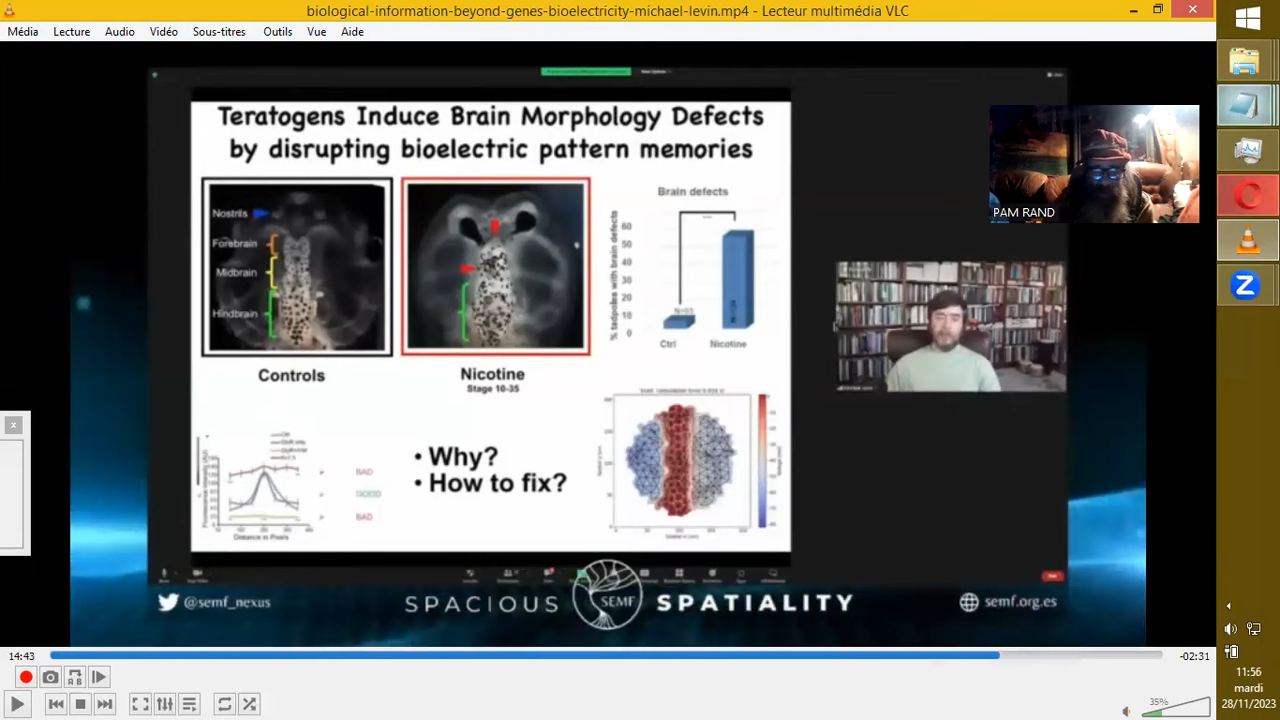 biological-information-beyond-genes-bioelectricity-michael-levin.mp4 - Lecteur multimédia VLC
Média Lecture Audio Vidéo Sous-titres Outils Vue Aide
Teratogens Induce Brain Morphology Defects
by disrupting bioelectric pattern memories
Nostrils
Forebrain
Midbrain
Hindbrain
Controls
Nicotine
Stage 10-35
Brain defects
% tadpoles with brain defects
60
50
40
30
20
10
0
Ctrl Nicotine
PAM RAND
• Why?
• How to fix?
BAD
GOOD
BAD
Distance in Pixels
@semf_nexus
SPACIOUS SEMF SPATIALITY
semf.org.es
14:43
-02:31
35%
11:56
mardi
28/11/2023